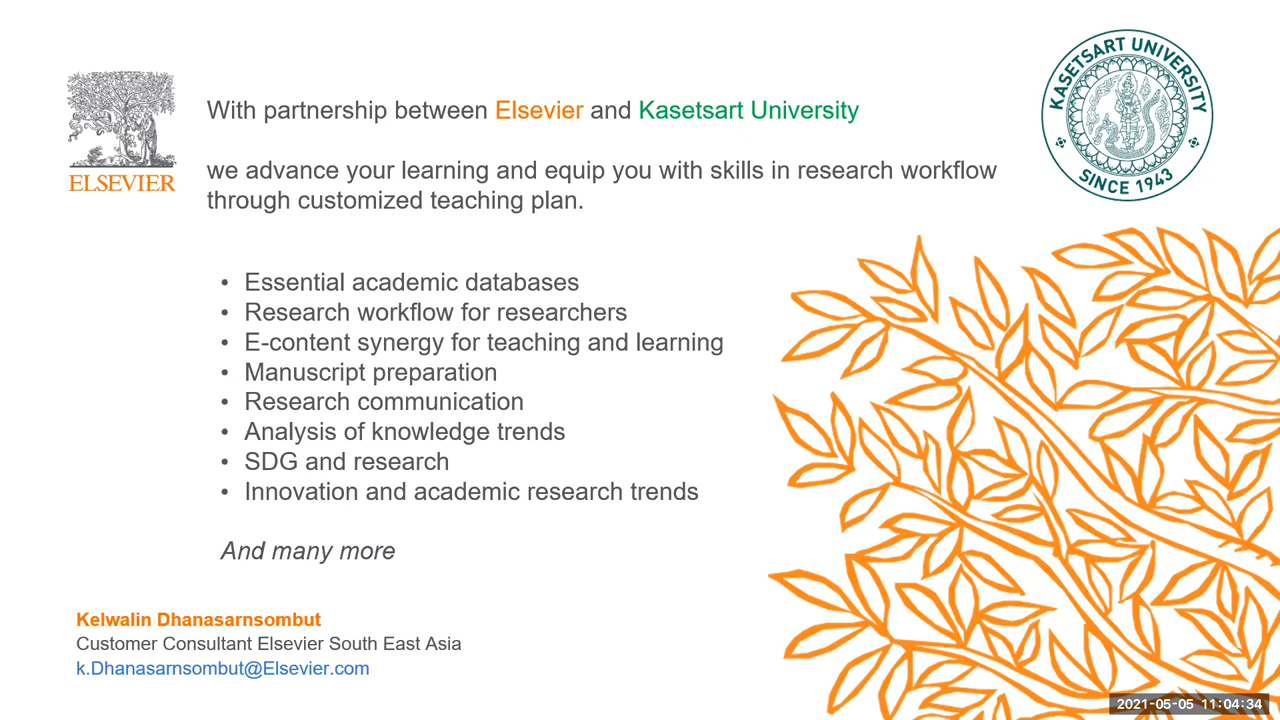 KASETSART UNIVERSITY
SINCE 1943
ELSEVIER
With partnership between Elsevier and Kasetsart University
we advance your learning and equip you with skills in research workflow
through customized teaching plan.
• Essential academic databases
• Research workflow for researchers
• E-content synergy for teaching and learning
• Manuscript preparation
• Research communication
• Analysis of knowledge trends
• SDG and research
• Innovation and academic research trends
And many more
Kelwalin Dhanasarnsombut
Customer Consultant Elsevier South East Asia
k.Dhanasarnsombut@Elsevier.com
2021-05-05 11:04:34